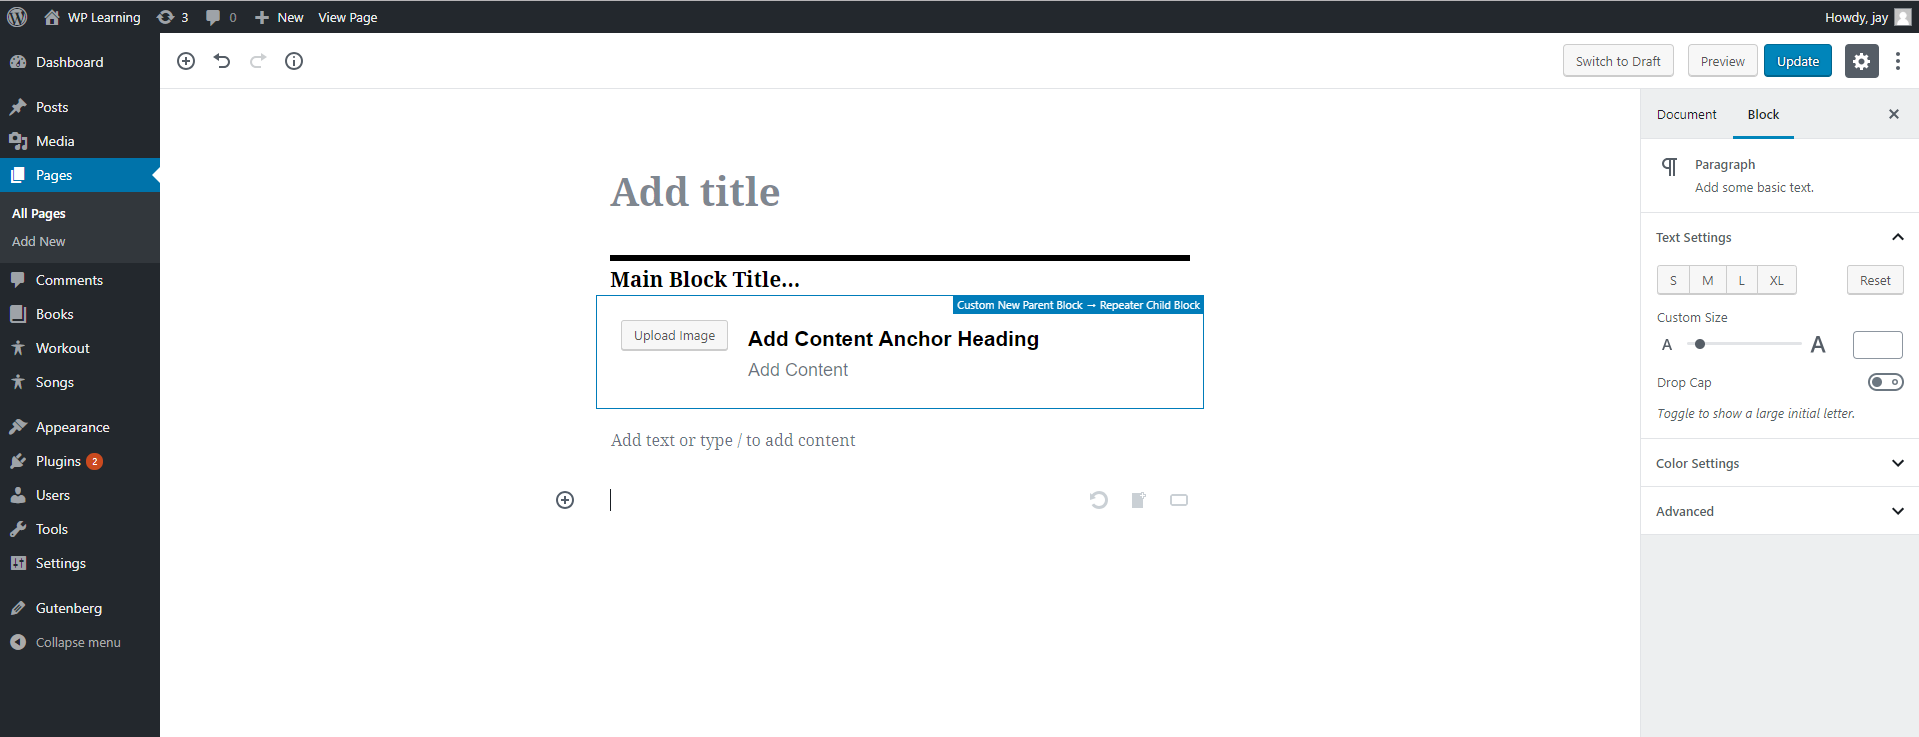 WP Learning 3 0 New View Page Howdy, jay
Dashboard
Posts
Media
Pages
All Pages
Add New
Comments
Books
Workout
Songs
Appearance
Plugins 2
Users
Tools
Settings
Gutenberg
Collapse menu
Switch to Draft Preview Update
Add title
Main Block Title...
Custom New Parent Block → Repeater Child Block
Upload Image
Add Content Anchor Heading
Add Content
Add text or type / to add content
Document Block
Paragraph
Add some basic text.
Text Settings
S M L XL Reset
Custom Size
A A
Drop Cap
Toggle to show a large initial letter.
Color Settings
Advanced